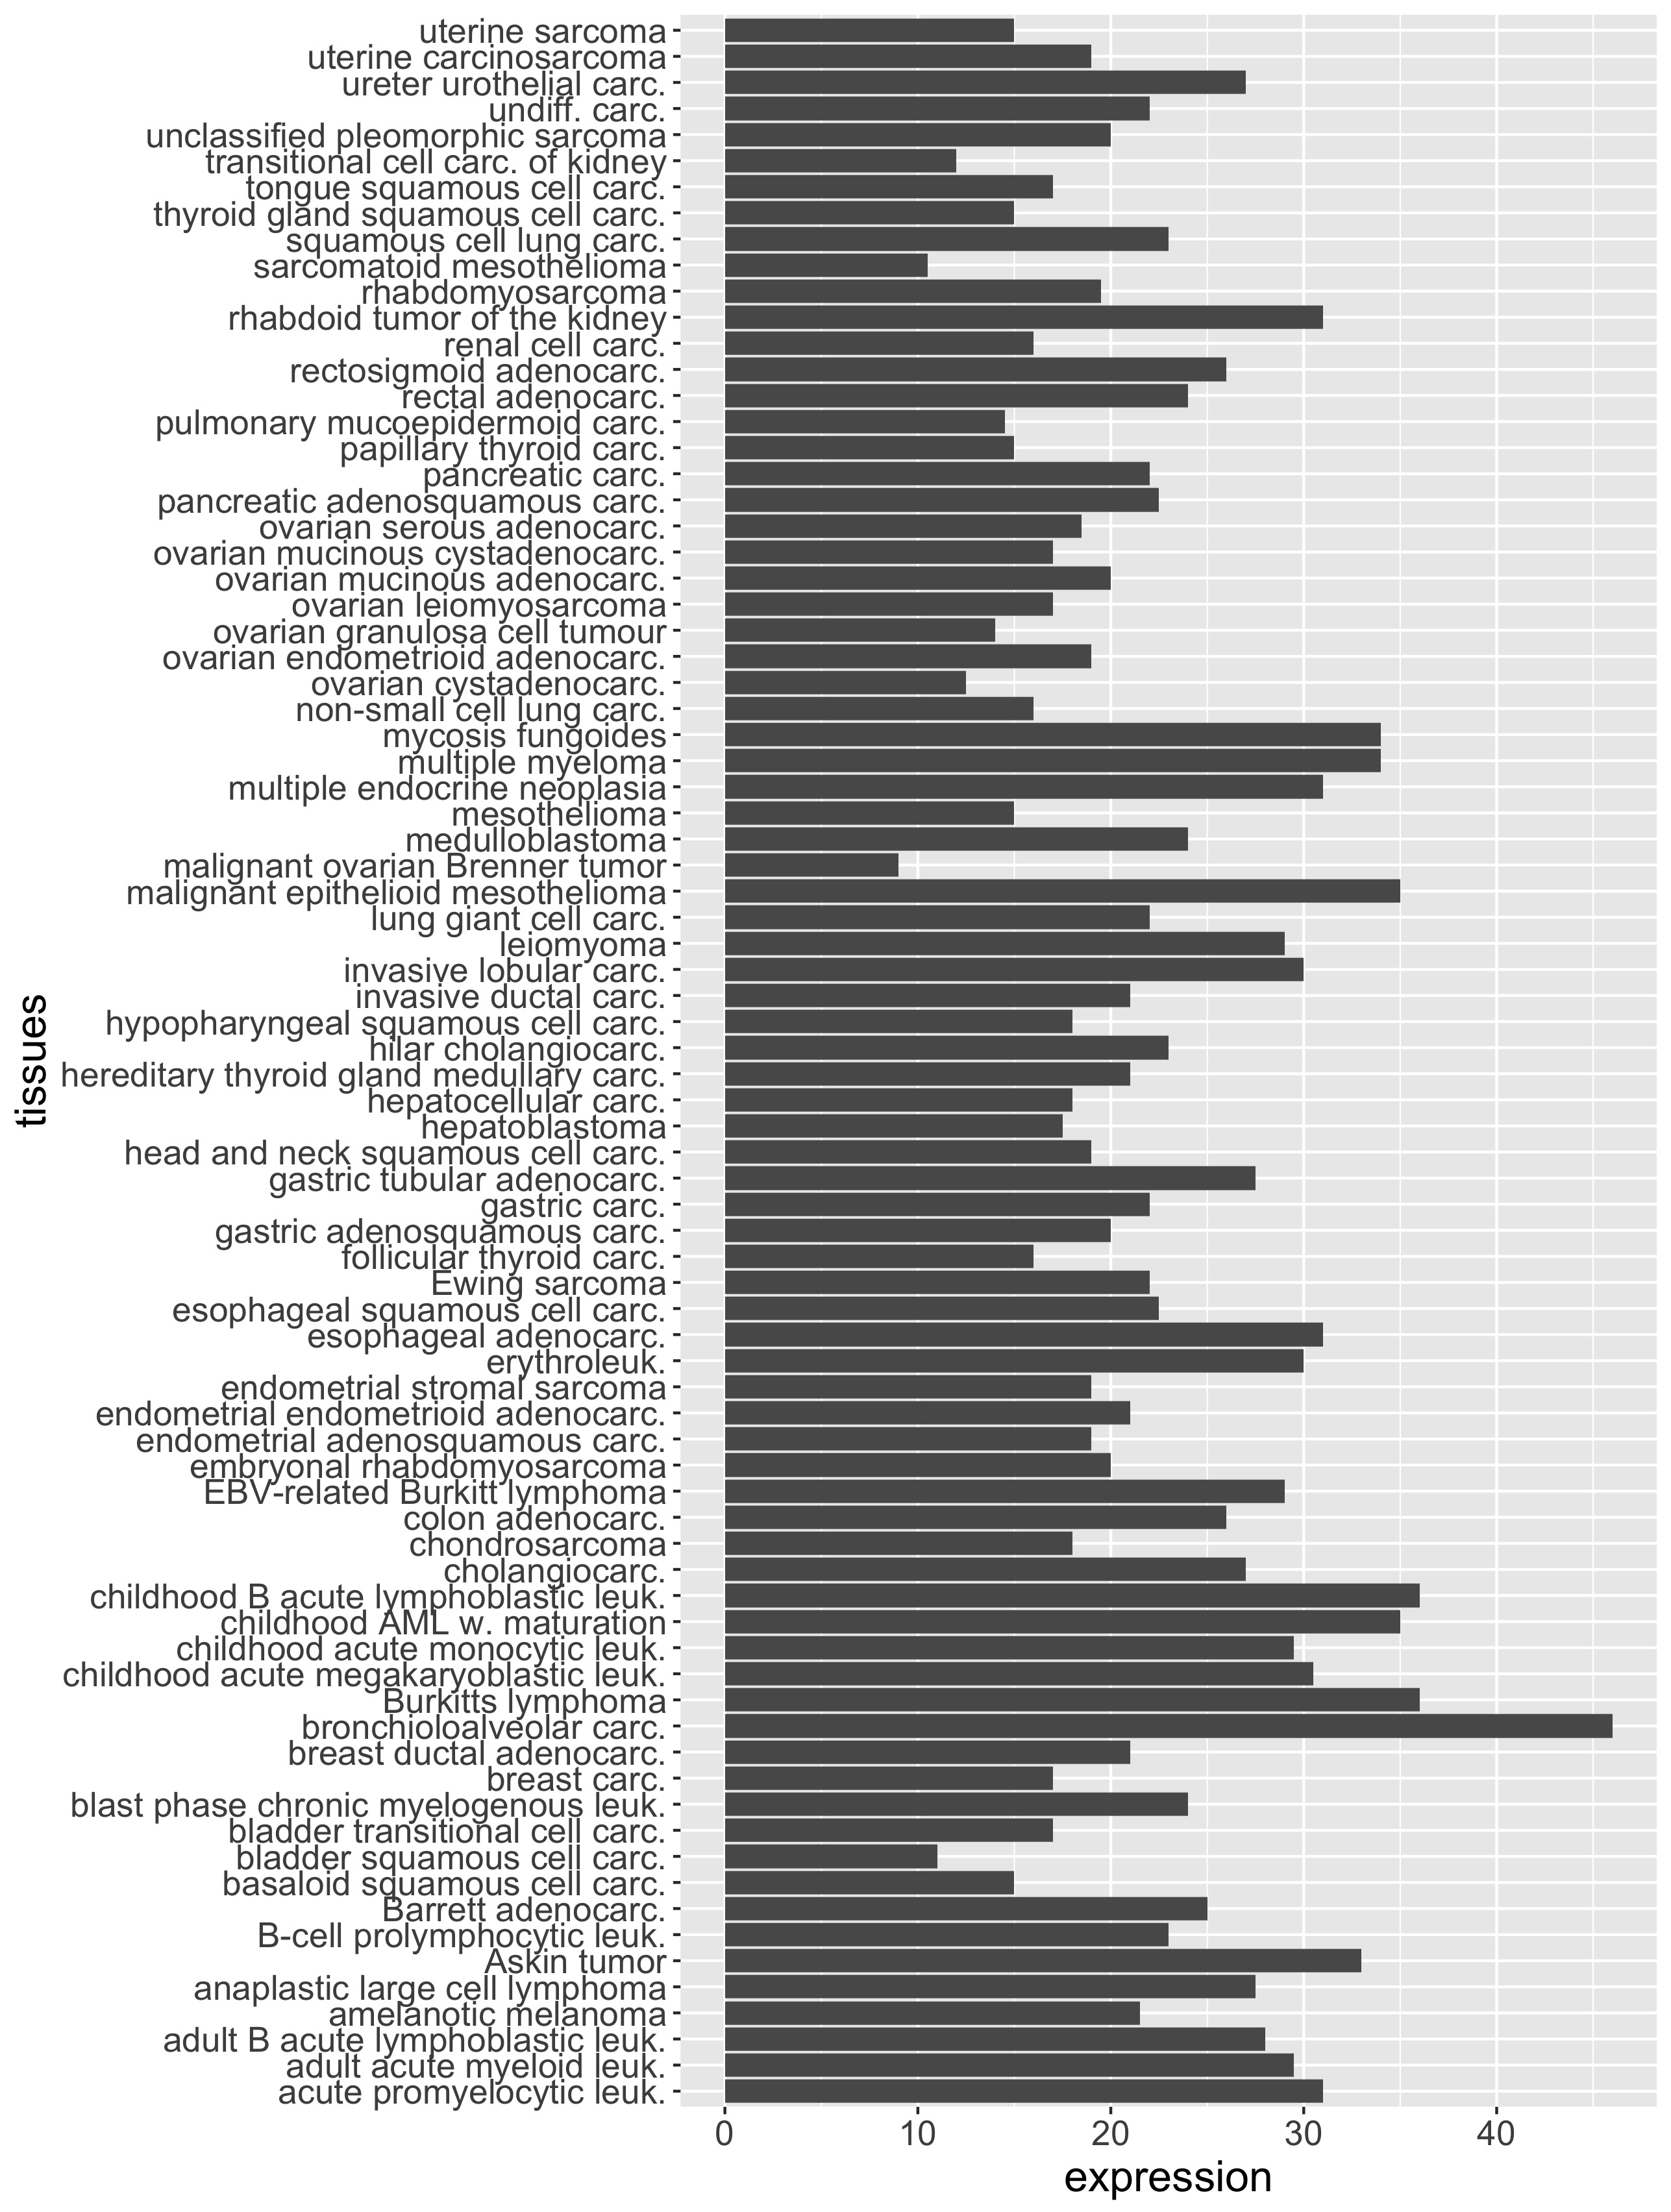 uterine sarcoma
uterine carcinosarcoma
ureter urothelial carc.
undiff. carc.
unclassified pleomorphic sarcoma
transitional cell carc. of kidney
tongue squamous cell carc.
thyroid gland squamous cell carc.
squamous cell lung carc.
sarcomatoid mesothelioma
rhabdomyosarcoma
rhabdoid tumor of the kidney
renal cell carc.
rectosigmoid adenocarc.
rectal adenocarc.
pulmonary mucoepidermoid carc.
papillary thyroid carc.
pancreatic carc.
pancreatic adenosquamous carc.
ovarian serous adenocarc.
ovarian mucinous cystadenocarc.
ovarian mucinous adenocarc.
ovarian leiomyosarcoma
ovarian granulosa cell tumour
ovarian endometrioid adenocarc.
ovarian cystadenocarc.
non-small cell lung carc.
mycosis fungoides
multiple myeloma
multiple endocrine neoplasia
mesothelioma
medulloblastoma
malignant ovarian Brenner tumor
malignant epithelioid mesothelioma
lung giant cell carc.
leiomyoma
invasive lobular carc.
invasive ductal carc.
hypopharyngeal squamous cell carc.
hilar cholangiocarc.
hereditary thyroid gland medullary carc.
hepatocellular carc.
hepatoblastoma
head and neck squamous cell carc.
gastric tubular adenocarc.
gastric carc.
gastric adenosquamous carc.
follicular thyroid carc.
Ewing sarcoma
esophageal squamous cell carc.
esophageal adenocarc.
erythroleuk.
endometrial stromal sarcoma
endometrial endometrioid adenocarc.
endometrial adenosquamous carc.
embryonal rhabdomyosarcoma
EBV-related Burkitt lymphoma
colon adenocarc.
chondrosarcoma
cholangiocarc.
childhood B acute lymphoblastic leuk.
childhood AML w. maturation
childhood acute monocytic leuk.
childhood acute megakaryoblastic leuk.
Burkitts lymphoma
bronchioloalveolar carc.
breast ductal adenocarc.
breast carc.
blast phase chronic myelogenous leuk.
bladder transitional cell carc.
bladder squamous cell carc.
basaloid squamous cell carc.
Barrett adenocarc.
B-cell prolymphocytic leuk.
Askin tumor
anaplastic large cell lymphoma
amelanotic melanoma
adult B acute lymphoblastic leuk.
adult acute myeloid leuk.
acute promyelocytic leuk.
tissues
0 10 20 30 40
expression